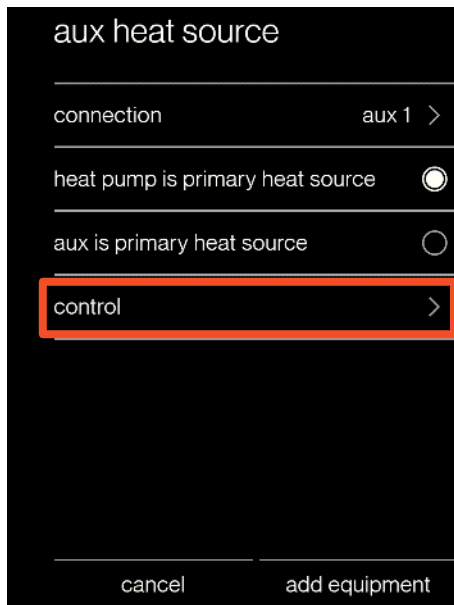 aux heat source
connection aux 1
heat pump is primary heat source
aux is primary heat source
control
cancel add equipment